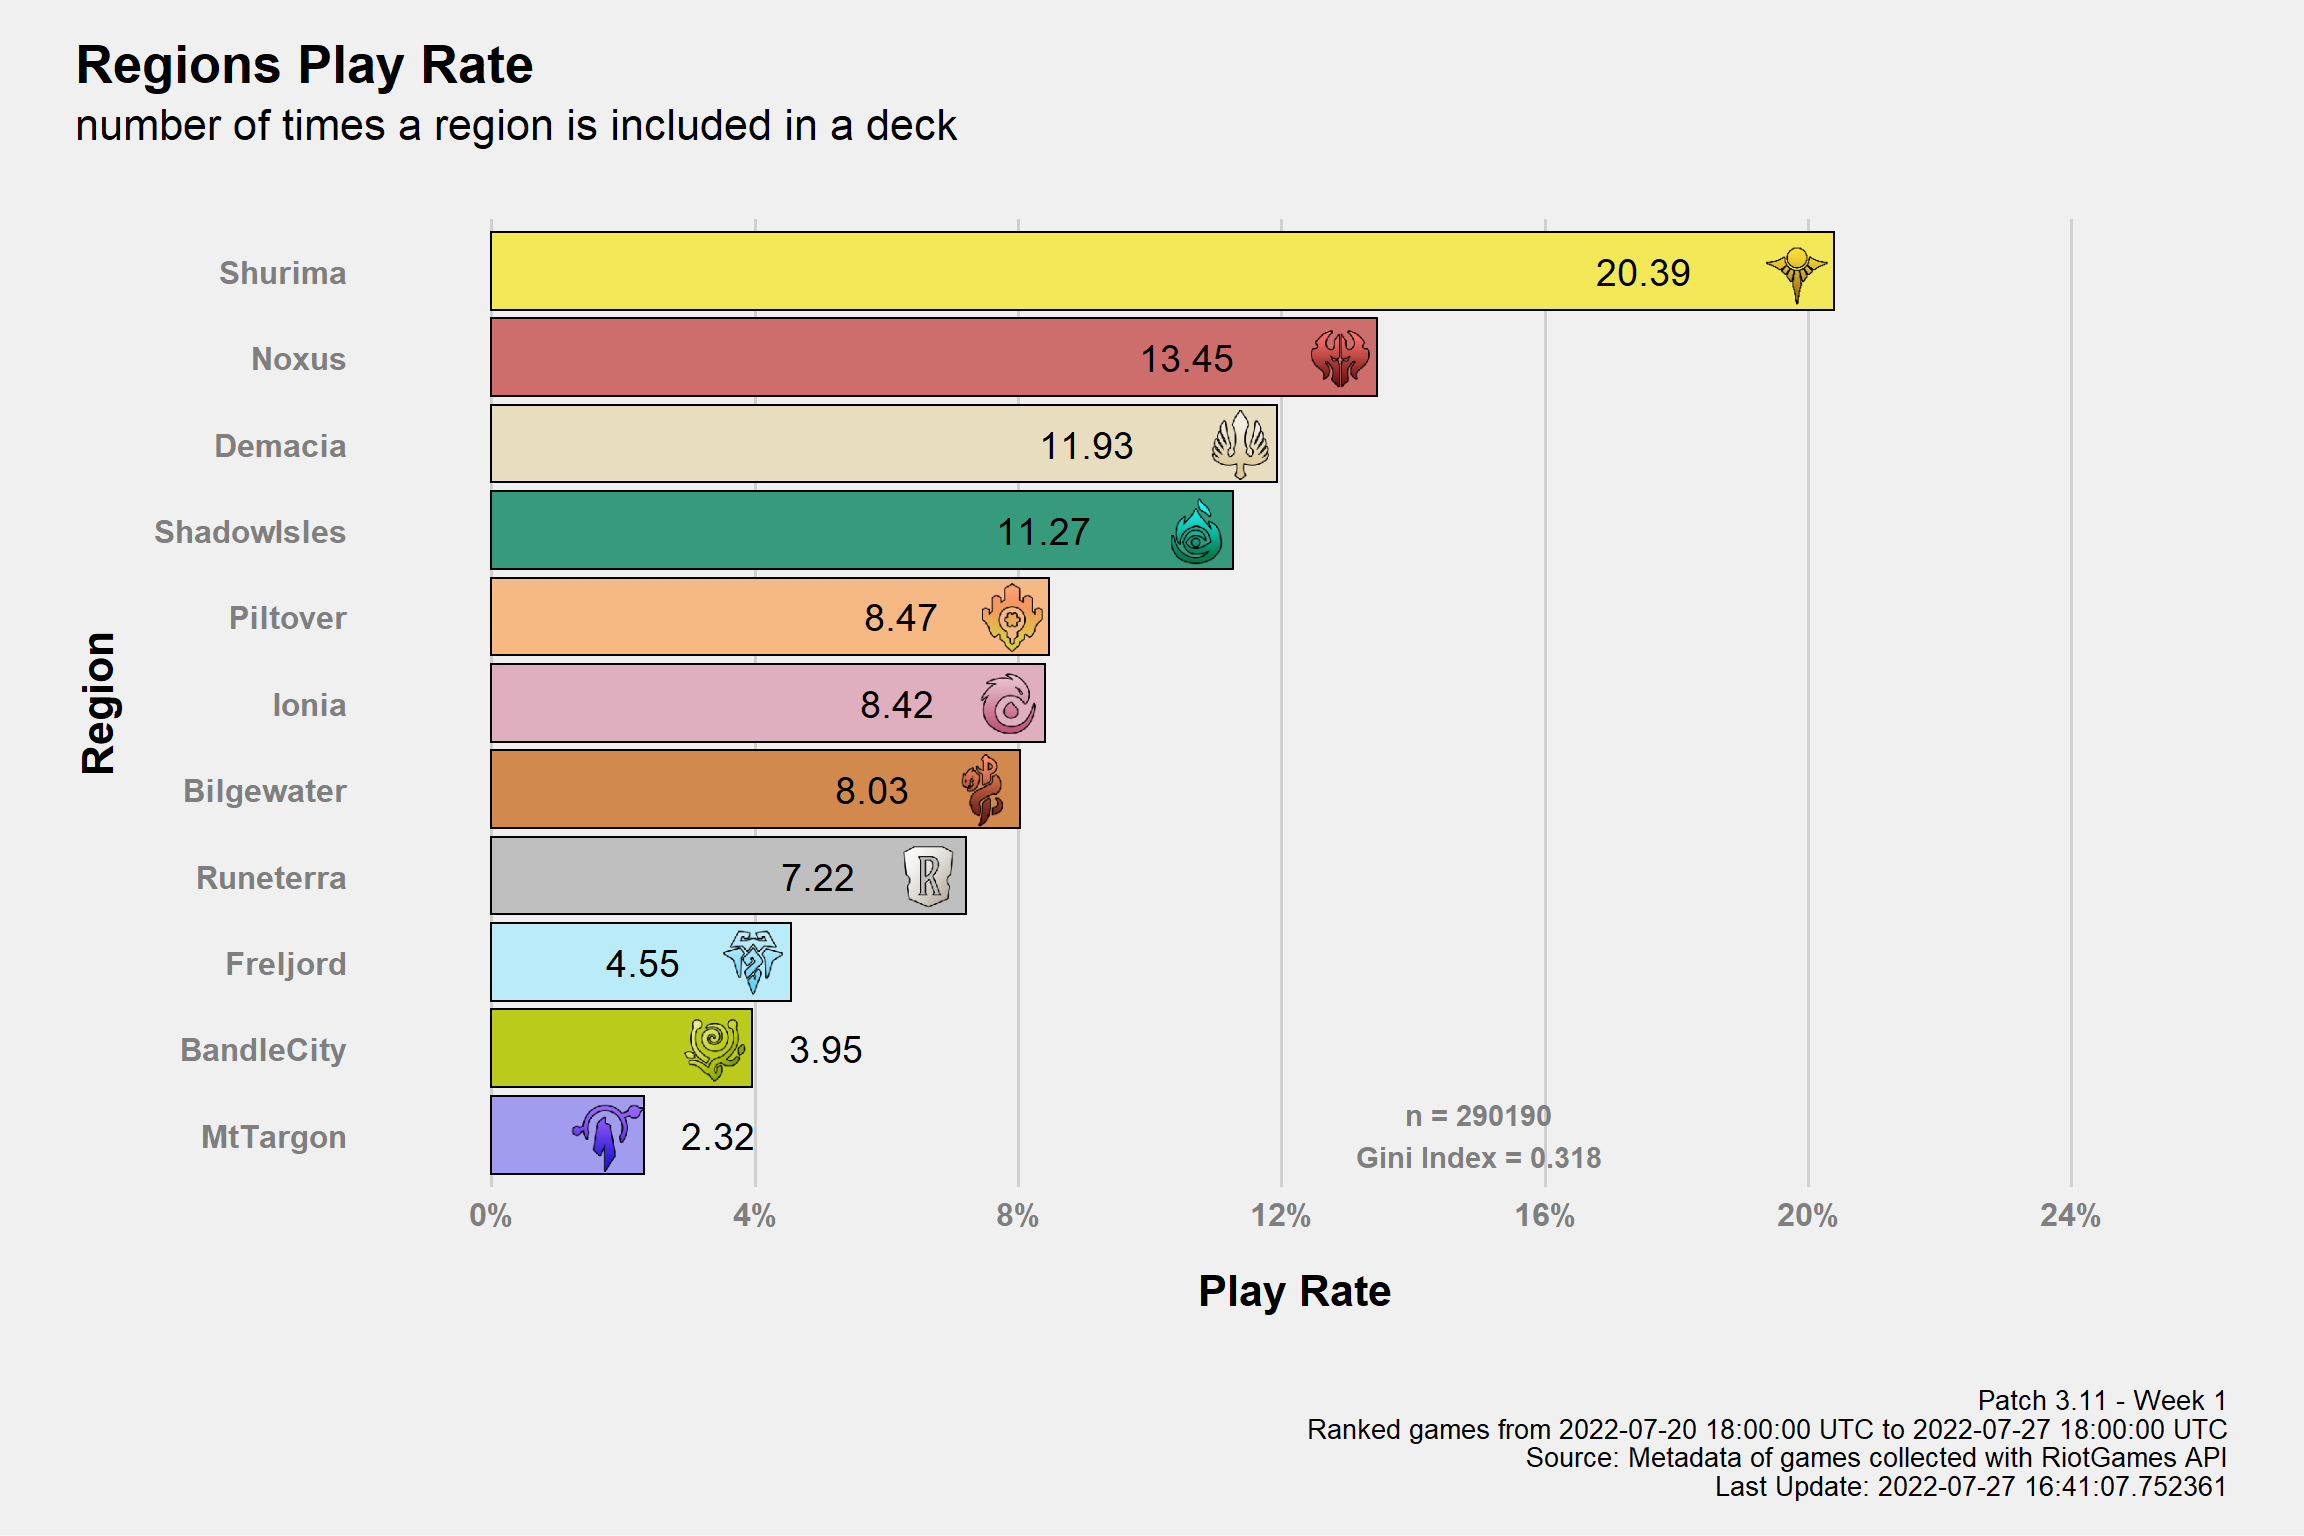 Regions Play Rate
number of times a region is included in a deck
Region
Shurima 20.39
Noxus 13.45
Demacia 11.93
ShadowIsles 11.27
Piltover 8.47
Ionia 8.42
Bilgewater 8.03
Runeterra 7.22 R
Freljord 4.55
BandleCity 3.95
MtTargon 2.32
n = 290190
Gini Index = 0.318
0% 4% 8% 12% 16% 20% 24%
Play Rate
Patch 3.11 - Week 1
Ranked games from 2022-07-20 18:00:00 UTC to 2022-07-27 18:00:00 UTC
Source: Metadata of games collected with RiotGames API
Last Update: 2022-07-27 16:41:07.752361